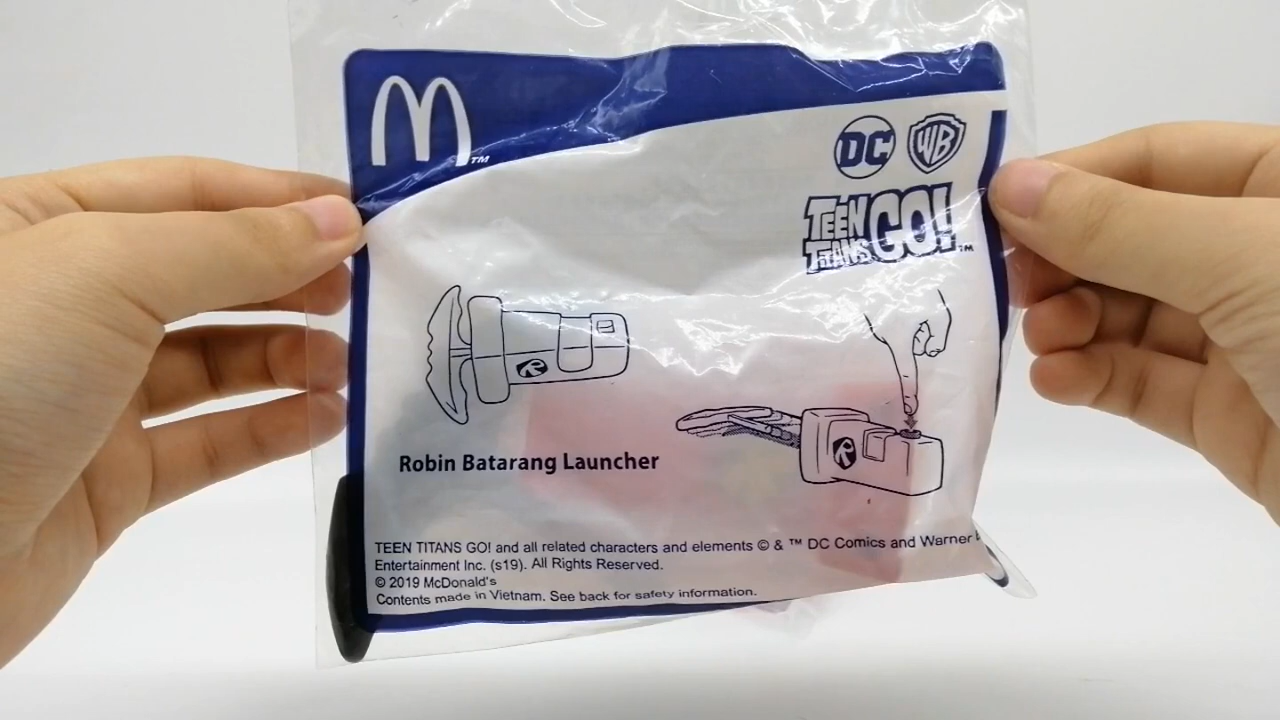 M™
DC WB
TEEN
TITANS GO!™
R
R
Robin Batarang Launcher
TEEN TITANS GO! and all related characters and elements © & ™ DC Comics and Warner
Entertainment Inc. (s19). All Rights Reserved.
© 2019 McDonald's
Contents made in Vietnam. See back for safety information.